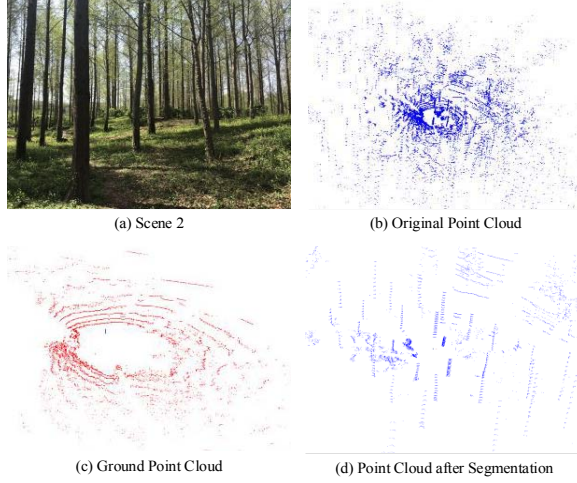 (a) Scene 2
(b) Original Point Cloud
(c) Ground Point Cloud
(d) Point Cloud after Segmentation